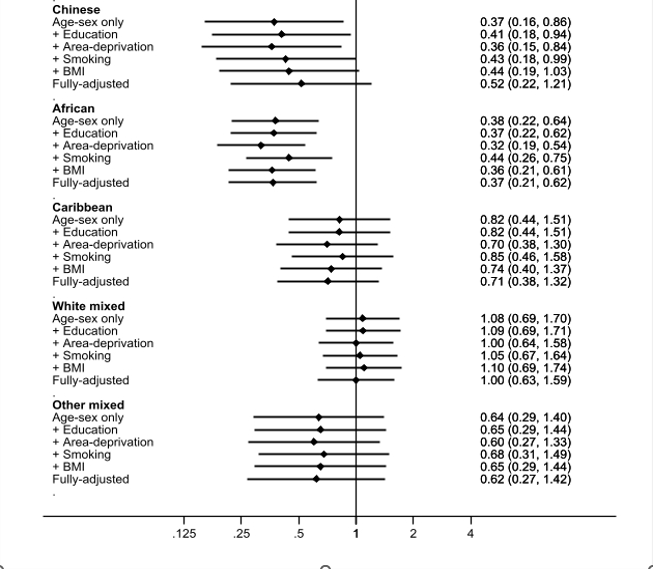 Chinese
Age-sex only 0.37 (0.16, 0.86)
+ Education 0.41 (0.18, 0.94)
+ Area-deprivation 0.36 (0.15, 0.84)
+ Smoking 0.43 (0.18, 0.99)
+ BMI 0.44 (0.19, 1.03)
Fully-adjusted 0.52 (0.22, 1.21)
.
African
Age-sex only 0.38 (0.22, 0.64)
+ Education 0.37 (0.22, 0.62)
+ Area-deprivation 0.32 (0.19, 0.54)
+ Smoking 0.44 (0.26, 0.75)
+ BMI 0.36 (0.21, 0.61)
Fully-adjusted 0.37 (0.21, 0.62)
.
Caribbean
Age-sex only 0.82 (0.44, 1.51)
+ Education 0.82 (0.44, 1.51)
+ Area-deprivation 0.70 (0.38, 1.30)
+ Smoking 0.85 (0.46, 1.58)
+ BMI 0.74 (0.40, 1.37)
Fully-adjusted 0.71 (0.38, 1.32)
.
White mixed
Age-sex only 1.08 (0.69, 1.70)
+ Education 1.09 (0.69, 1.71)
+ Area-deprivation 1.00 (0.64, 1.58)
+ Smoking 1.05 (0.67, 1.64)
+ BMI 1.10 (0.69, 1.74)
Fully-adjusted 1.00 (0.63, 1.59)
.
Other mixed
Age-sex only 0.64 (0.29, 1.40)
+ Education 0.65 (0.29, 1.44)
+ Area-deprivation 0.60 (0.27, 1.33)
+ Smoking 0.68 (0.31, 1.49)
+ BMI 0.65 (0.29, 1.44)
Fully-adjusted 0.62 (0.27, 1.42)
.
.125 .25 .5 1 2 4